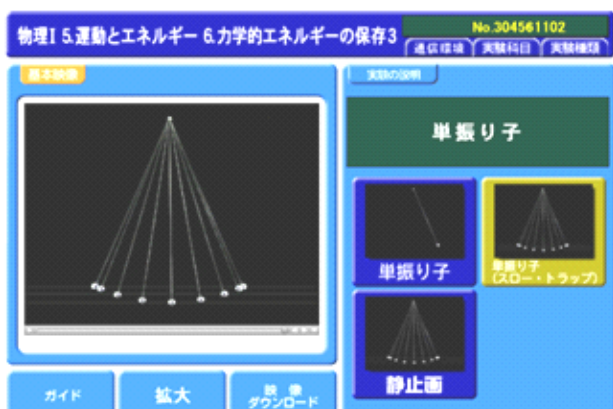 物理I 5.運動とエネルギー 6.力学的エネルギーの保存3
No.304561102
通信環境
実験科目
実験種類
基本映像
実験の説明
単振り子
単振り子
単振り子
(スロー・トラップ)
静止画
ガイド
拡大
映像
ダウンロード